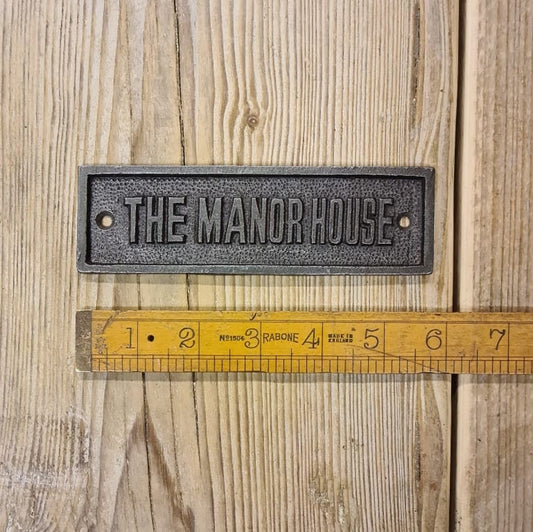 THE MANOR HOUSE
1 2 Nº1506 3 RABONE 4 MADE IN ENGLAND 5 6 7